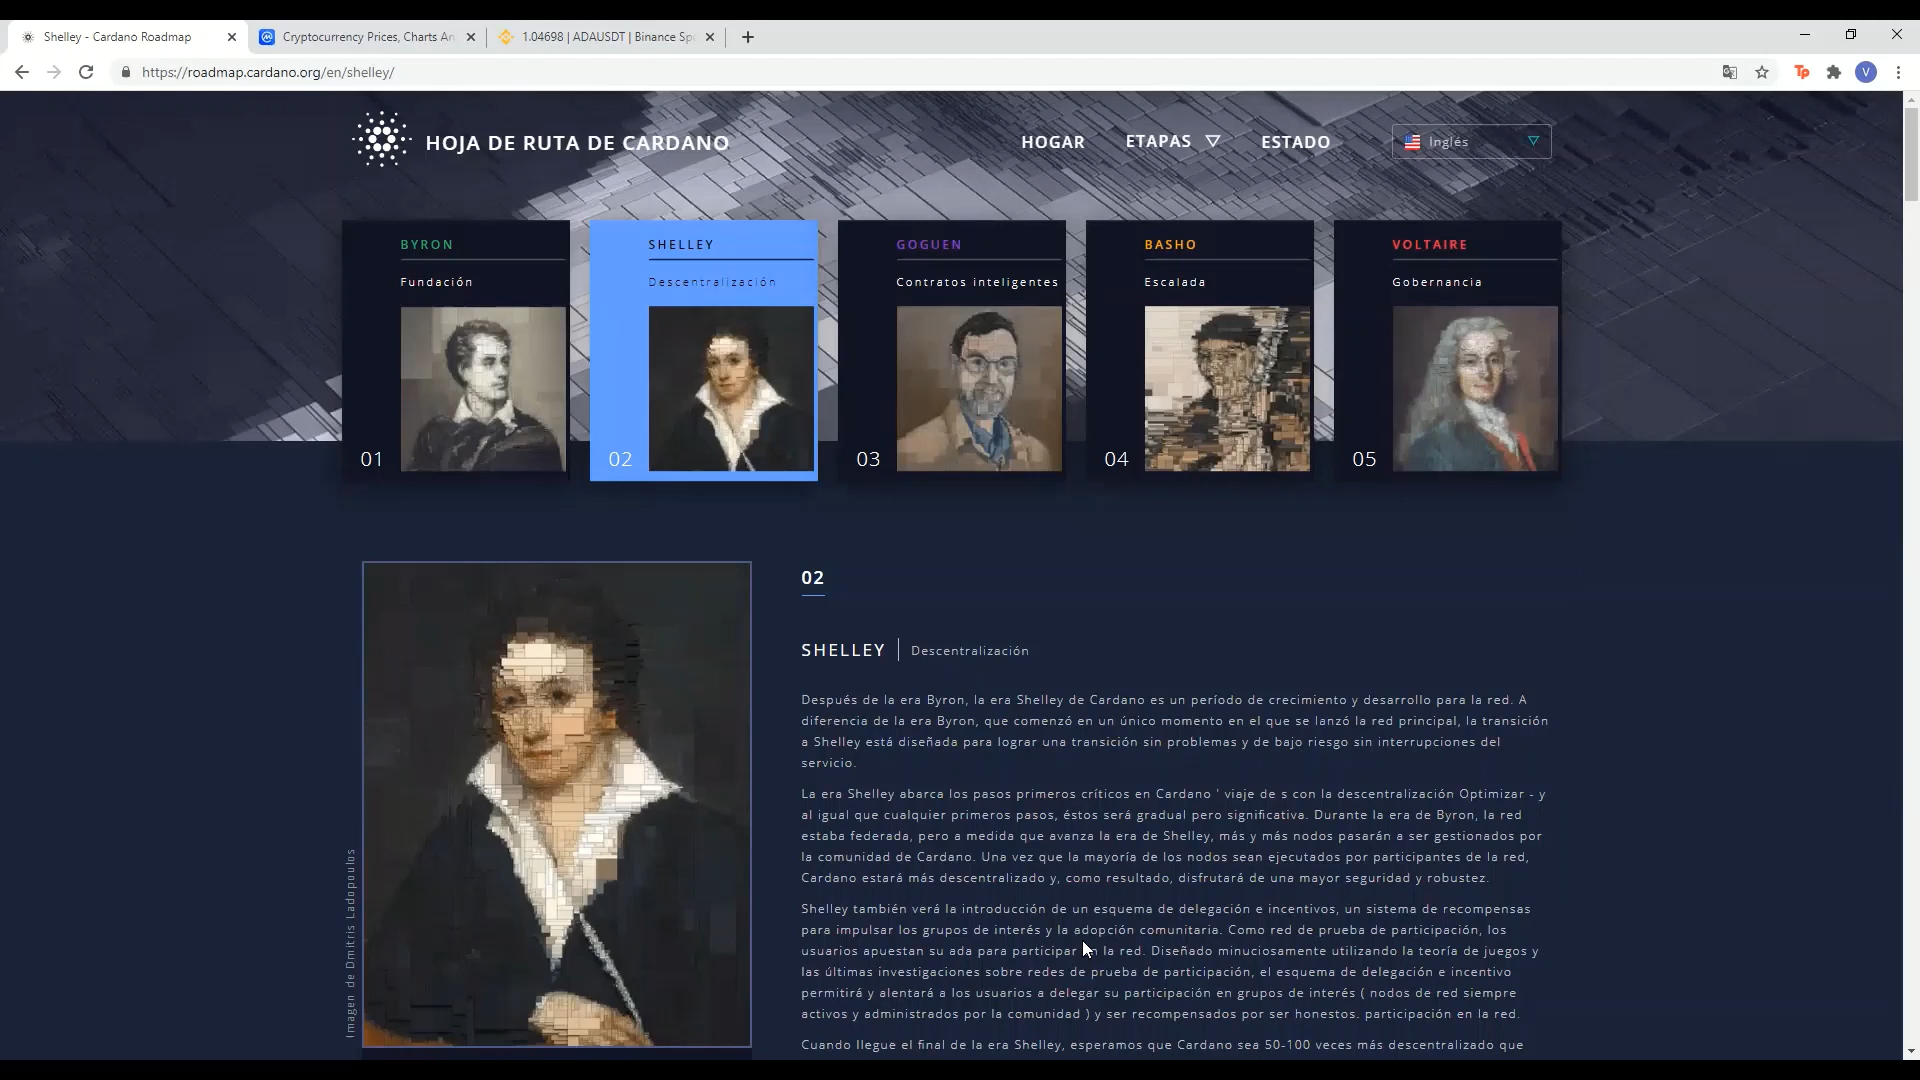 Shelley - Cardano Roadmap
Cryptocurrency Prices, Charts An
1.04698 | ADAUSDT | Binance Sp
https://roadmap.cardano.org/en/shelley/
Tp
V
HOJA DE RUTA DE CARDANO
HOGAR
ETAPAS
ESTADO
Inglés
BYRON
Fundación
01
SHELLEY
Descentralización
02
GOGUEN
Contratos inteligentes
03
BASHO
Escalada
04
VOLTAIRE
Gobernancia
05
Imagen de Dmitris Ladopoulos
02
SHELLEY | Descentralización
Después de la era Byron, la era Shelley de Cardano es un período de crecimiento y desarrollo para la red. A
diferencia de la era Byron, que comenzó en un único momento en el que se lanzó la red principal, la transición
a Shelley está diseñada para lograr una transición sin problemas y de bajo riesgo sin interrupciones del
servicio.
La era Shelley abarca los pasos primeros críticos en Cardano ' viaje de s con la descentralización Optimizar - y
al igual que cualquier primeros pasos, éstos será gradual pero significativa. Durante la era de Byron, la red
estaba federada, pero a medida que avanza la era de Shelley, más y más nodos pasarán a ser gestionados por
la comunidad de Cardano. Una vez que la mayoría de los nodos sean ejecutados por participantes de la red,
Cardano estará más descentralizado y, como resultado, disfrutará de una mayor seguridad y robustez.
Shelley también verá la introducción de un esquema de delegación e incentivos, un sistema de recompensas
para impulsar los grupos de interés y la adopción comunitaria. Como red de prueba de participación, los
usuarios apuestan su ada para participar en la red. Diseñado minuciosamente utilizando la teoría de juegos y
las últimas investigaciones sobre redes de prueba de participación, el esquema de delegación e incentivo
permitirá y alentará a los usuarios a delegar su participación en grupos de interés ( nodos de red siempre
activos y administrados por la comunidad ) y ser recompensados por ser honestos. participación en la red.
Cuando llegue el final de la era Shelley, esperamos que Cardano sea 50-100 veces más descentralizado que